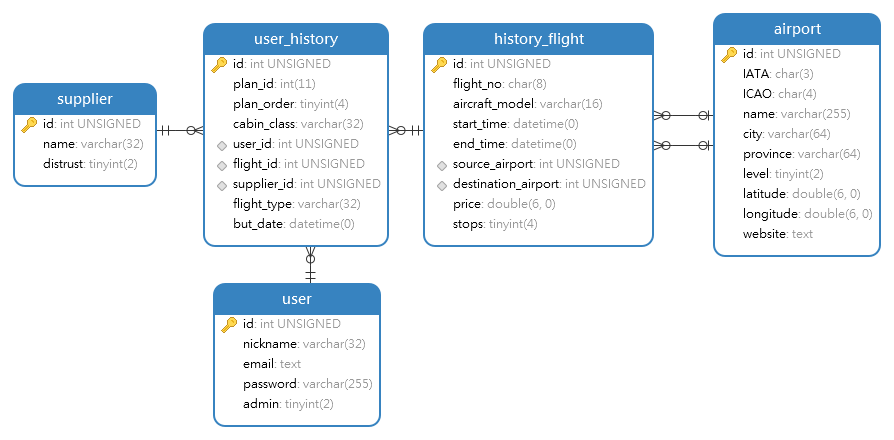 supplier
id: int UNSIGNED
name: varchar(32)
distrust: tinyint(2)
user_history
id: int UNSIGNED
plan_id: int(11)
plan_order: tinyint(4)
cabin_class: varchar(32)
user_id: int UNSIGNED
flight_id: int UNSIGNED
supplier_id: int UNSIGNED
flight_type: varchar(32)
but_date: datetime(0)
history_flight
id: int UNSIGNED
flight_no: char(8)
aircraft_model: varchar(16)
start_time: datetime(0)
end_time: datetime(0)
source_airport: int UNSIGNED
destination_airport: int UNSIGNED
price: double(6, 0)
stops: tinyint(4)
airport
id: int UNSIGNED
IATA: char(3)
ICAO: char(4)
name: varchar(255)
city: varchar(64)
province: varchar(64)
level: tinyint(2)
latitude: double(6, 0)
longitude: double(6, 0)
website: text
user
id: int UNSIGNED
nickname: varchar(32)
email: text
password: varchar(255)
admin: tinyint(2)